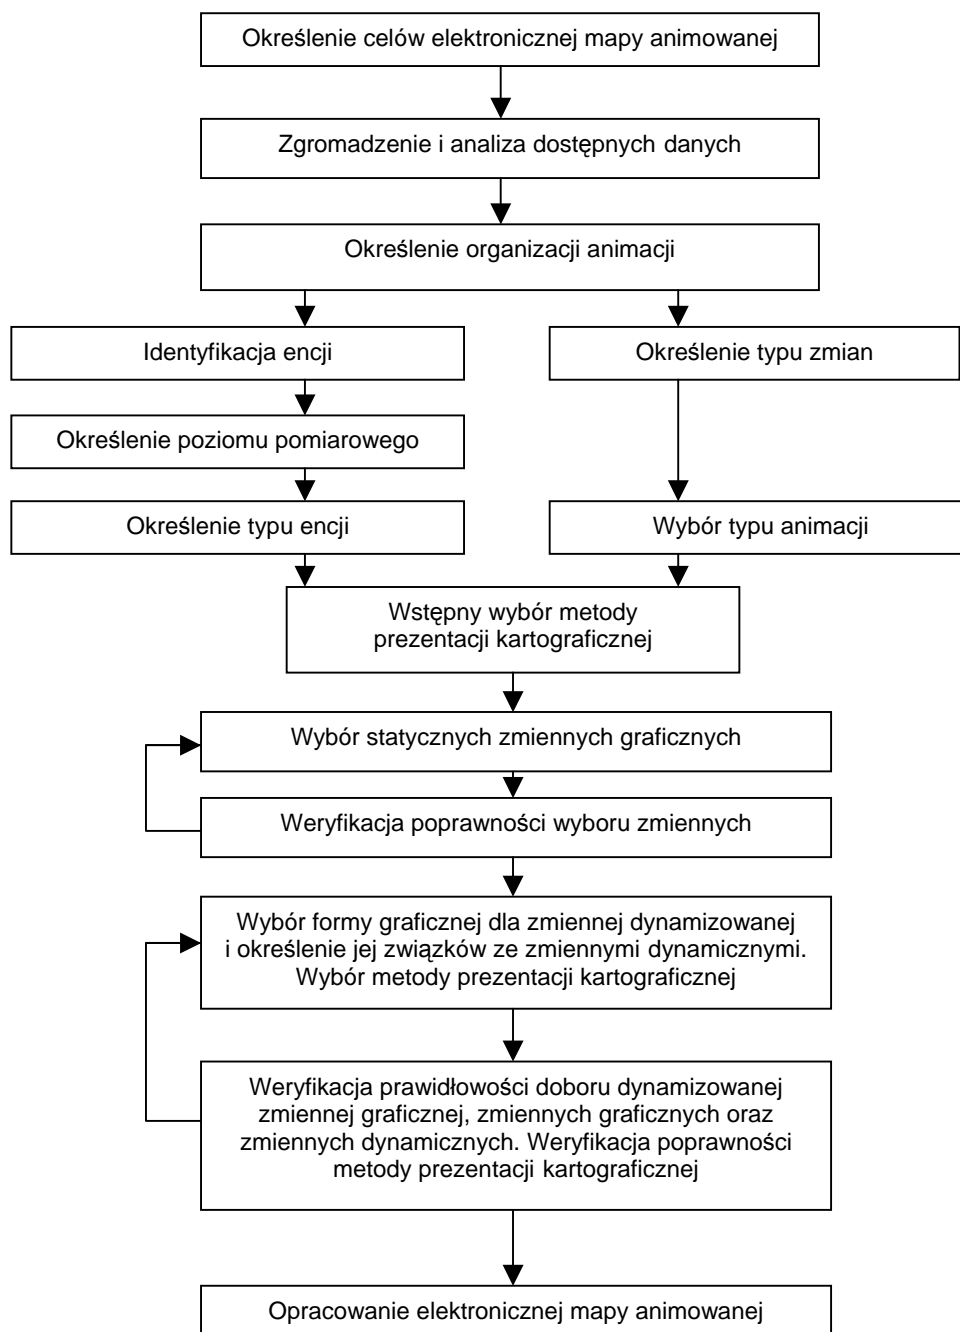 Określenie celów elektronicznej mapy animowanej
Zgromadzenie i analiza dostępnych danych
Określenie organizacji animacji
Identyfikacja encji
Określenie typu zmian
Określenie poziomu pomiarowego
Określenie typu encji
Wybór typu animacji
Wstępny wybór metody
prezentacji kartograficznej
Wybór statycznych zmiennych graficznych
Weryfikacja poprawności wyboru zmiennych
Wybór formy graficznej dla zmiennej dynamizowanej
i określenie jej związków ze zmiennymi dynamicznymi.
Wybór metody prezentacji kartograficznej
Weryfikacja prawidłowości doboru dynamizowanej
zmiennej graficznej, zmiennych graficznych oraz
zmiennych dynamicznych. Weryfikacja poprawności
metody prezentacji kartograficznej
Opracowanie elektronicznej mapy animowanej